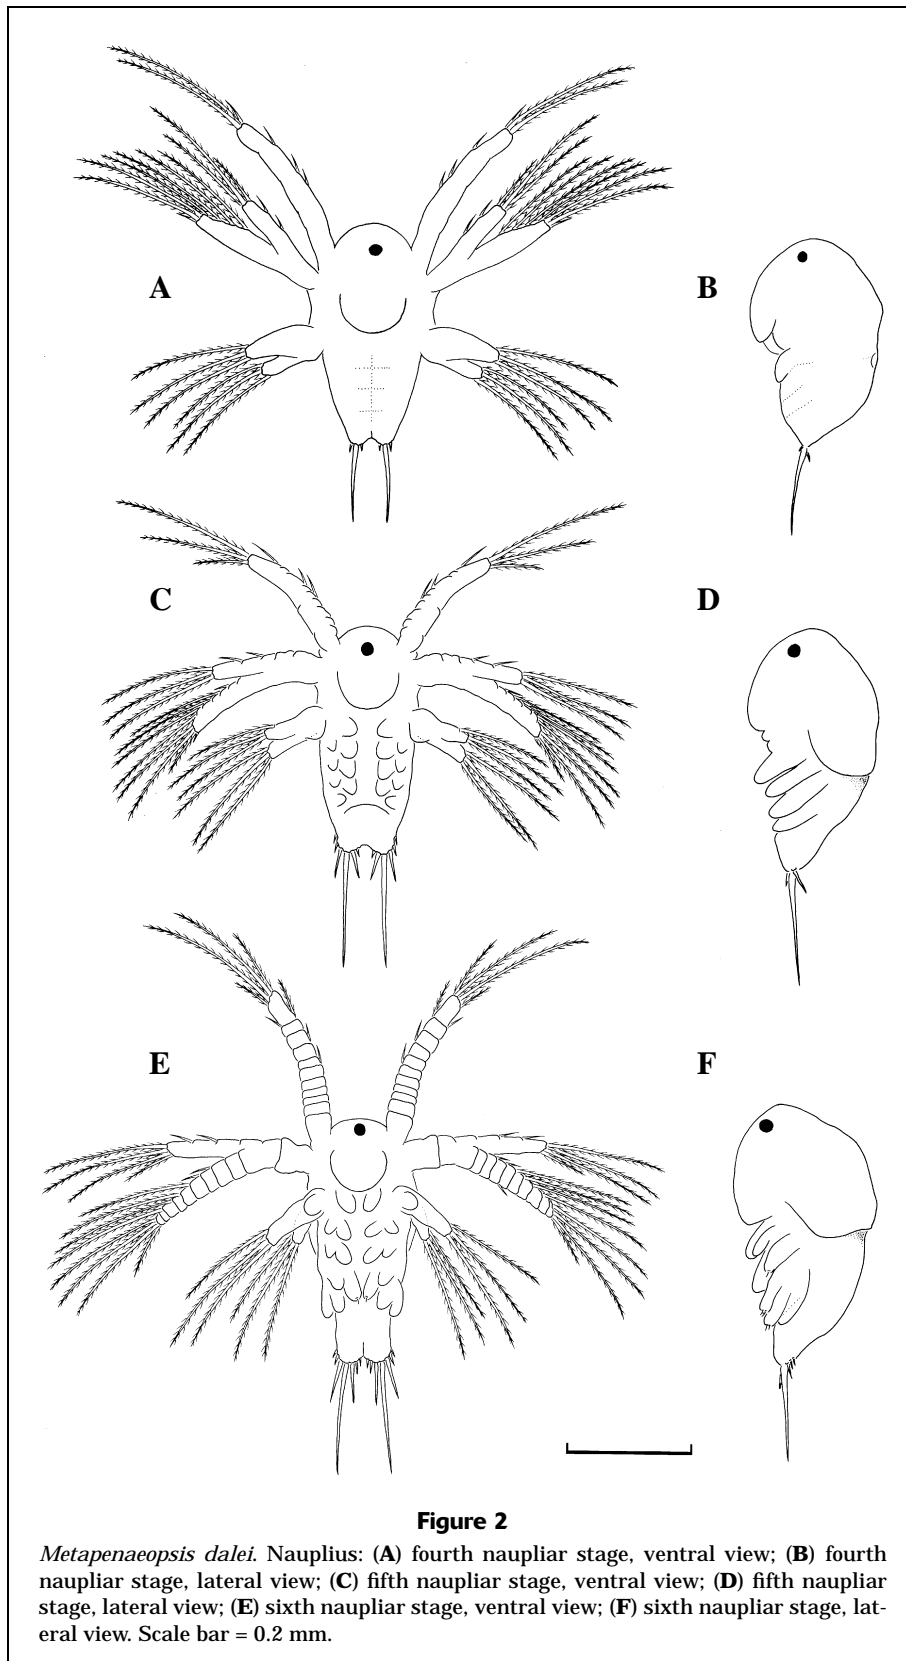 A
B
C
D
E
F
Figure 2
Metapenaeopsis dalei. Nauplius: (A) fourth naupliar stage, ventral view; (B) fourth
naupliar stage, lateral view; (C) fifth naupliar stage, ventral view; (D) fifth naupliar
stage, lateral view; (E) sixth naupliar stage, ventral view; (F) sixth naupliar stage, lat-
eral view. Scale bar = 0.2 mm.